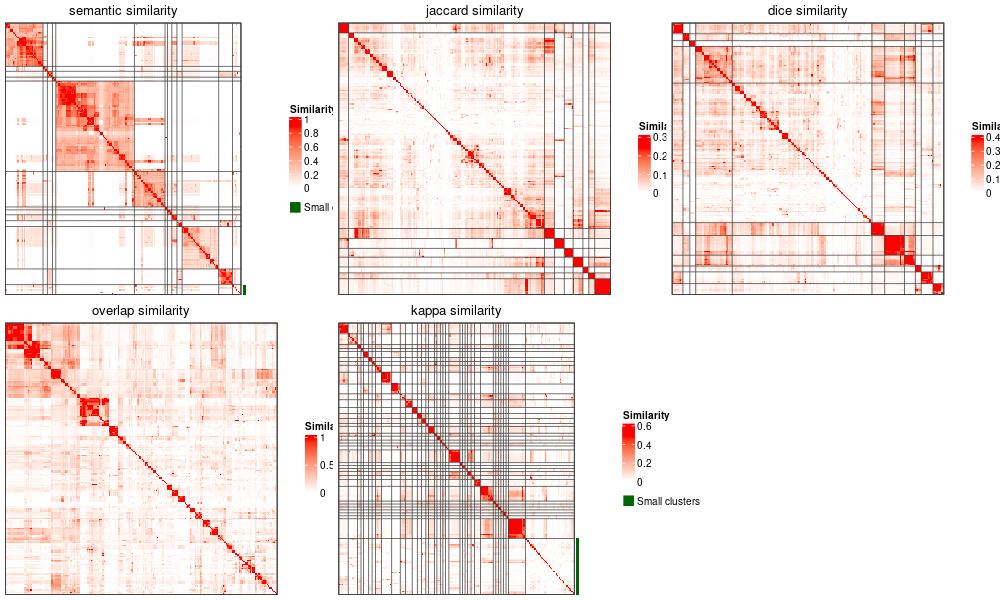 semantic similarity
jaccard similarity
dice similarity
Similarity
1
0.8
0.6
0.4
0.2
0
Small
Simila
0.3
0.2
0.1
0
Simila
0.4
0.3
0.2
0.1
0
overlap similarity
kappa similarity
Simila
1
0.5
0
Similarity
0.6
0.4
0.2
0
Small clusters